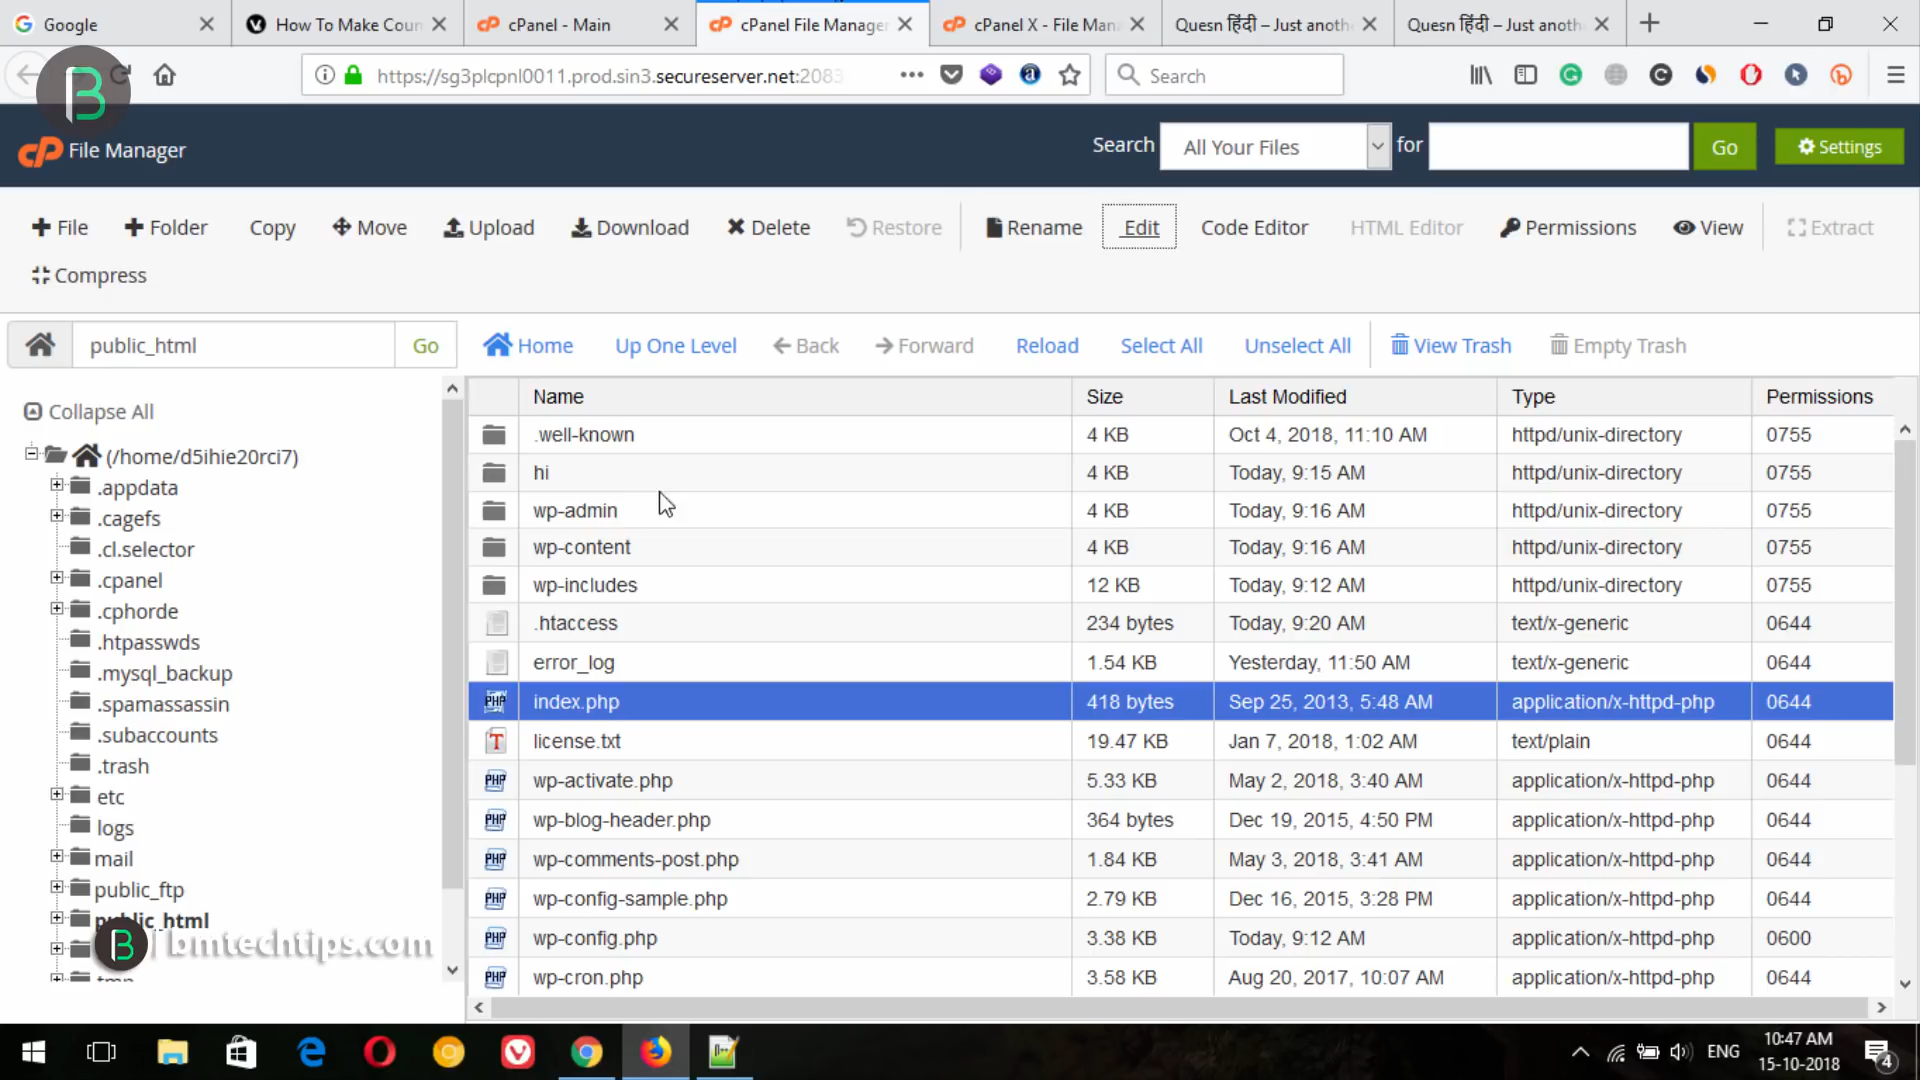 Google
How To Make Coun
cPanel - Main
cPanel File Manager
cPanel X - File Mana
Quesn हिंदी – Just anoth
Quesn हिंदी – Just anoth
https://sg3plcpnl0011.prod.sin3.secureserver.net:2083
Search
cP File Manager
Search
All Your Files
for
Go
Settings
File
Folder
Copy
Move
Upload
Download
Delete
Restore
Rename
Edit
Code Editor
HTML Editor
Permissions
View
Extract
Compress
public_html
Go
Home
Up One Level
Back
Forward
Reload
Select All
Unselect All
View Trash
Empty Trash
Collapse All
(/home/d5ihie20rci7)
.appdata
.cagefs
.cl.selector
.cpanel
.cphorde
.htpasswds
.mysql_backup
.spamassassin
.subaccounts
.trash
etc
logs
mail
public_ftp
public_html
tmp
B bmtechtips.com
Name Size Last Modified Type Permissions
.well-known 4 KB Oct 4, 2018, 11:10 AM httpd/unix-directory 0755
hi 4 KB Today, 9:15 AM httpd/unix-directory 0755
wp-admin 4 KB Today, 9:16 AM httpd/unix-directory 0755
wp-content 4 KB Today, 9:16 AM httpd/unix-directory 0755
wp-includes 12 KB Today, 9:12 AM httpd/unix-directory 0755
.htaccess 234 bytes Today, 9:20 AM text/x-generic 0644
error_log 1.54 KB Yesterday, 11:50 AM text/x-generic 0644
index.php 418 bytes Sep 25, 2013, 5:48 AM application/x-httpd-php 0644
license.txt 19.47 KB Jan 7, 2018, 1:02 AM text/plain 0644
wp-activate.php 5.33 KB May 2, 2018, 3:40 AM application/x-httpd-php 0644
wp-blog-header.php 364 bytes Dec 19, 2015, 4:50 PM application/x-httpd-php 0644
wp-comments-post.php 1.84 KB May 3, 2018, 3:41 AM application/x-httpd-php 0644
wp-config-sample.php 2.79 KB Dec 16, 2015, 3:28 PM application/x-httpd-php 0644
wp-config.php 3.38 KB Today, 9:12 AM application/x-httpd-php 0600
wp-cron.php 3.58 KB Aug 20, 2017, 10:07 AM application/x-httpd-php 0644
ENG
10:47 AM
15-10-2018
4